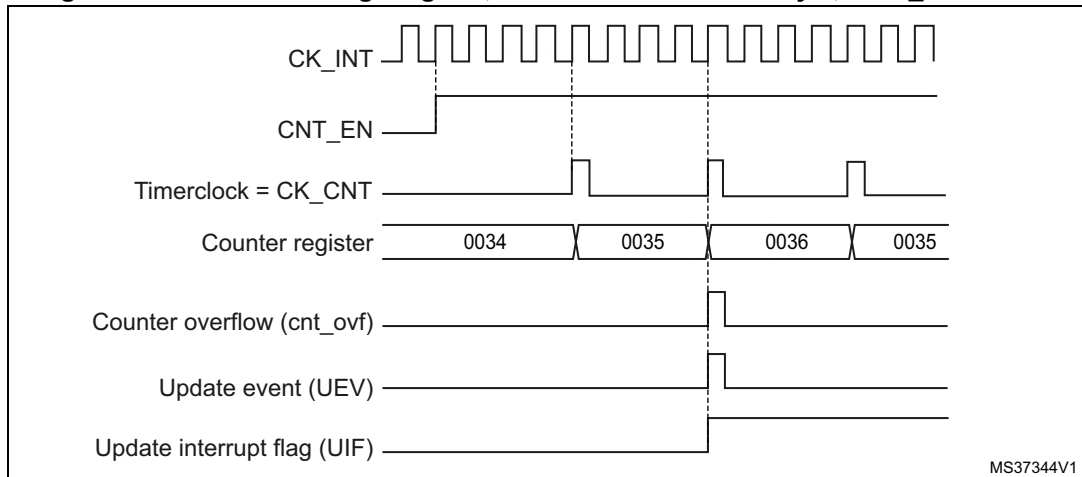 CK_INT
CNT_EN
Timerclock = CK_CNT
Counter register 0034 0035 0036 0035
Counter overflow (cnt_ovf)
Update event (UEV)
Update interrupt flag (UIF)
MS37344V1